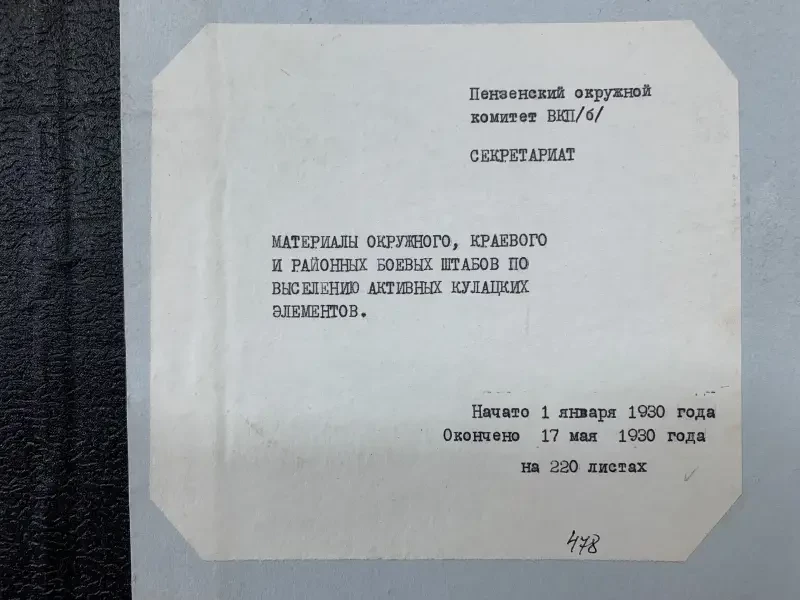 Пензенский окружной
комитет ВКП/б/
СЕКРЕТАРИАТ
МАТЕРИАЛЫ ОКРУЖНОГО, КРАЕВОГО
И РАЙОННЫХ БОЕВЫХ ШТАБОВ ПО
ВЫСЕЛЕНИЮ АКТИВНЫХ КУЛАЦКИХ
ЭЛЕМЕНТОВ.
Начато 1 января 1930 года
Окончено 17 мая 1930 года
на 220 листах
478